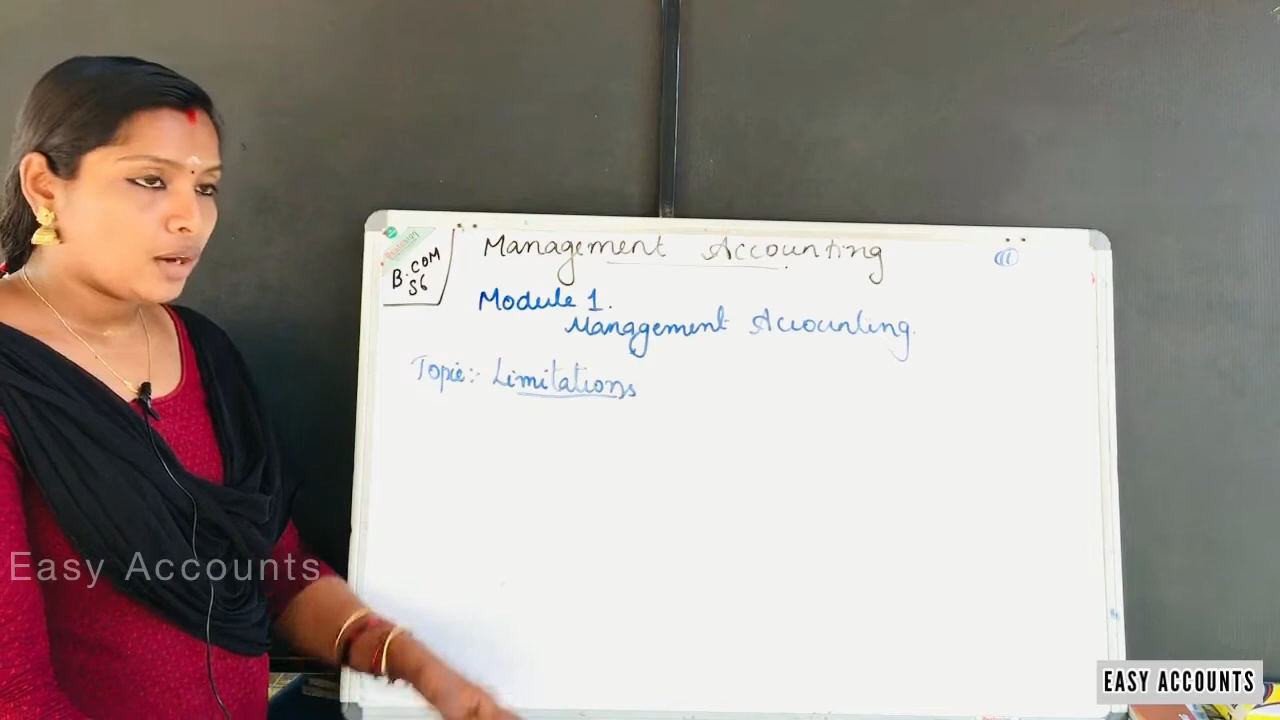 B.COM
S6
Management Accounting
Module 1.
Management Accounting.
Topic:- Limitations
Easy Accounts
EASY ACCOUNTS